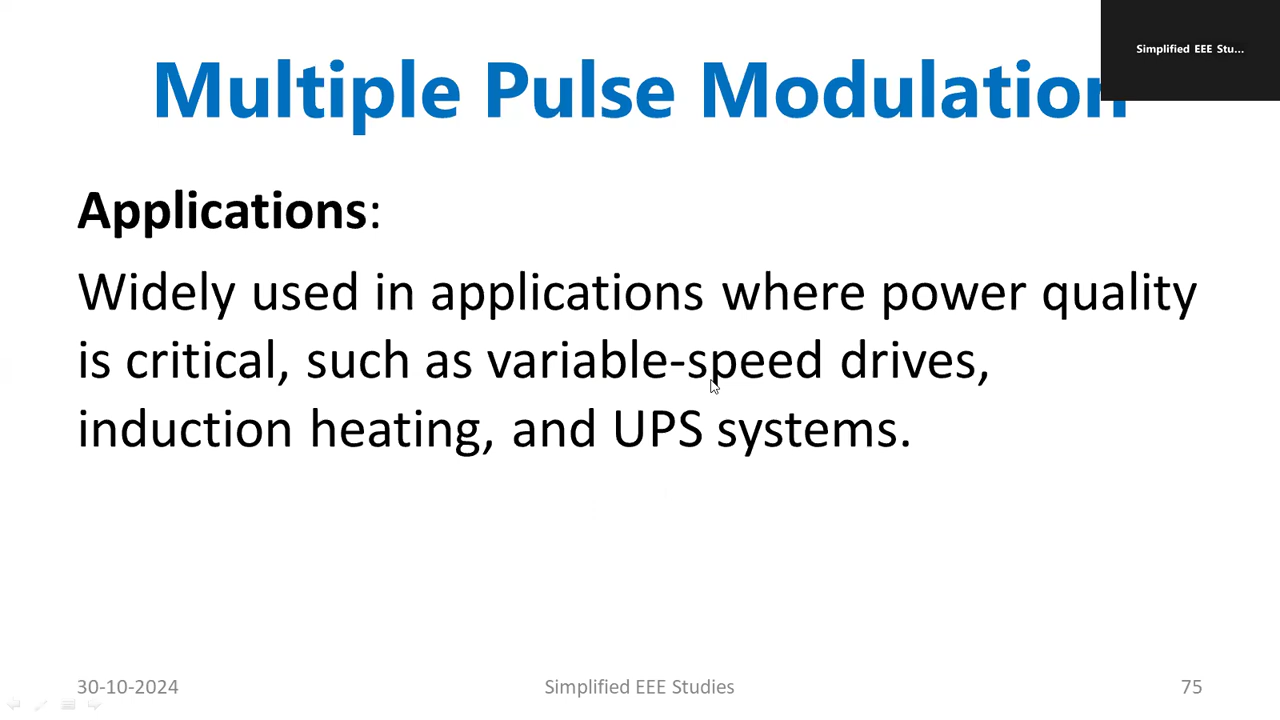 Simplified EEE Stu...
Multiple Pulse Modulation
Applications:
Widely used in applications where power quality
is critical, such as variable-speed drives,
induction heating, and UPS systems.
30-10-2024
Simplified EEE Studies
75